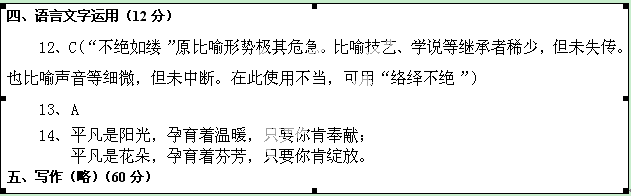 四、语言文字运用（12 分）
12、C（“不绝如缕 ”原比喻形势极其危急。比喻技艺、学说等继承者稀少，但未失传。
也比喻声音等细微，但未中断。在此使用不当，可用“络绎不绝 ”）
13、A
14、平凡是阳光，孕育着温暖，只要你肯奉献；
平凡是花朵，孕育着芬芳，只要你肯绽放。
五、写作（略）（60 分）